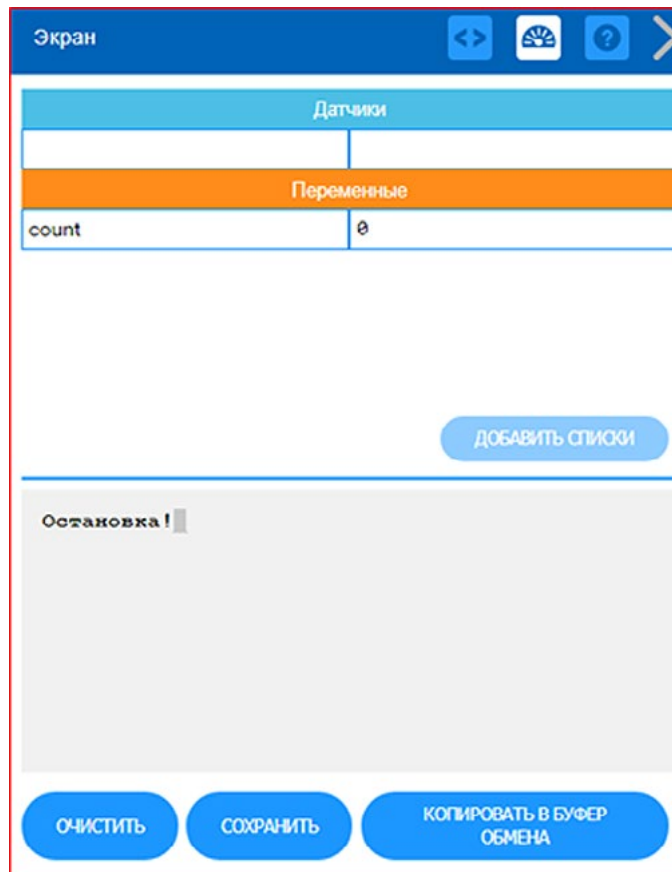 Экран
Датчики
Переменные
count 0
ДОБАВИТЬ СПИСКИ
Остановка!
ОЧИСТИТЬ СОХРАНИТЬ КОПИРОВАТЬ В БУФЕР
ОБМЕНА